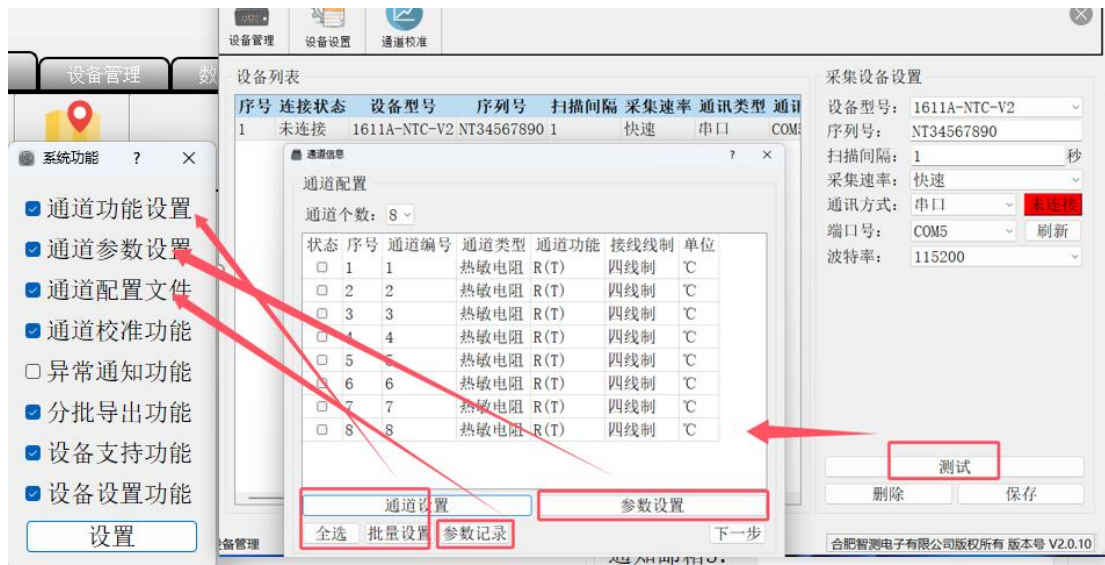 设备管理 设备设置 通道校准
设备管理 数
系统功能 ? ×
通道功能设置
通道参数设置
通道配置文件
通道校准功能
异常通知功能
分批导出功能
设备支持功能
设备设置功能
设置
设备列表
序号 连接状态 设备型号 序列号 扫描间隔 采集速率 通讯类型 通讯
1 未连接 1611A-NTC-V2 NT34567890 1 快速 串口 COM5
通道信息 ? ×
通道配置
通道个数: 8
状态 序号 通道编号 通道类型 通道功能 接线线制 单位
1 1 热敏电阻 R(T) 四线制 ℃
2 2 热敏电阻 R(T) 四线制 ℃
3 3 热敏电阻 R(T) 四线制 ℃
4 4 热敏电阻 R(T) 四线制 ℃
5 5 热敏电阻 R(T) 四线制 ℃
6 6 热敏电阻 R(T) 四线制 ℃
7 7 热敏电阻 R(T) 四线制 ℃
8 8 热敏电阻 R(T) 四线制 ℃
通道设置 参数设置
全选 批量设置 参数记录 下一步
采集设备设置
设备型号: 1611A-NTC-V2
序列号: NT34567890
扫描间隔: 1 秒
采集速率: 快速
通讯方式: 串口 未连接
端口号: COM5 刷新
波特率: 115200
测试
删除 保存
备管理
合肥智测电子有限公司版权所有 版本号 V2.0.10